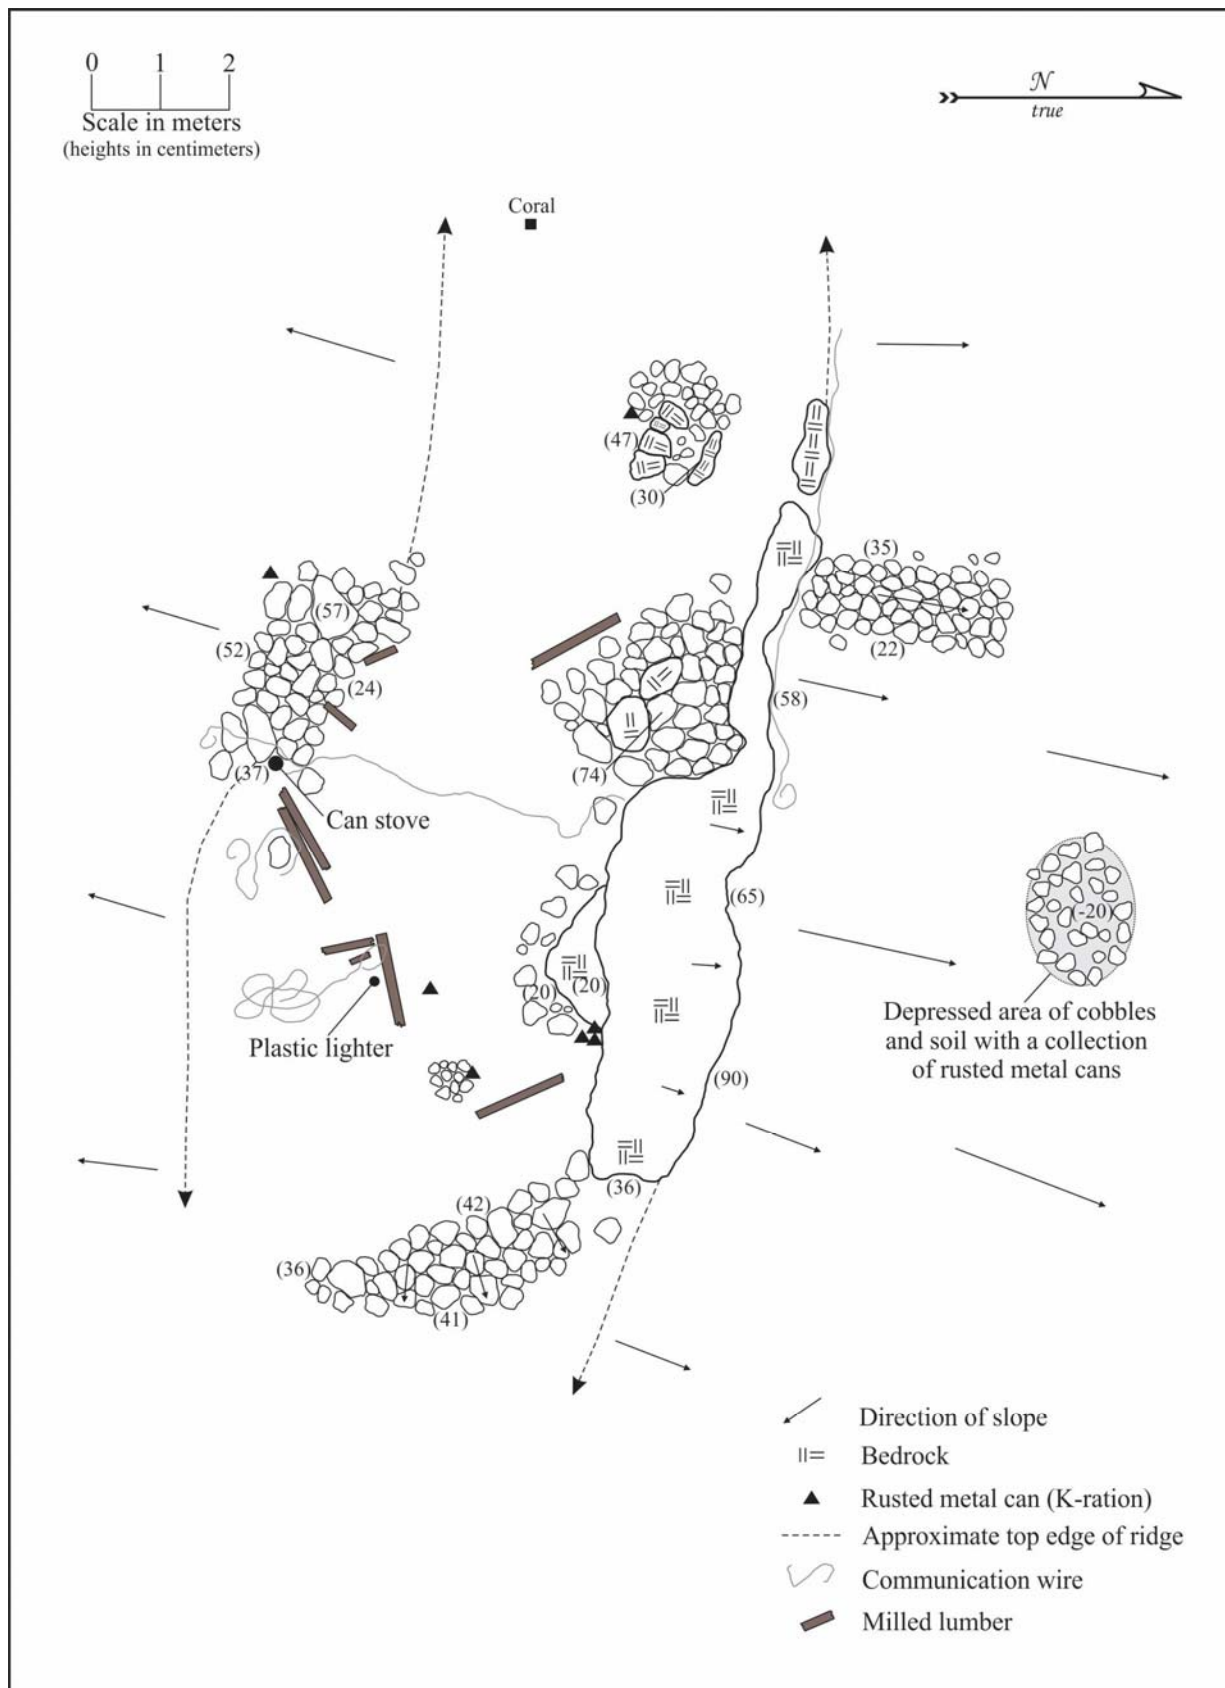 0 1 2
Scale in meters
(heights in centimeters)
N
true
Coral
(47)
(30)
(35)
(57)
(52)
(22)
(24)
(58)
(37)
(74)
Can stove
(65)
(-20)
(20)
(20)
Depressed area of cobbles
and soil with a collection
of rusted metal cans
Plastic lighter
(90)
(36)
(42)
(36)
(41)
Direction of slope
Bedrock
Rusted metal can (K-ration)
Approximate top edge of ridge
Communication wire
Milled lumber